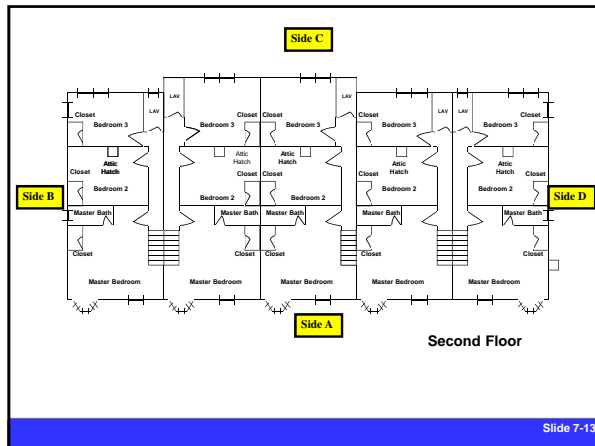 Side C
LAV
LAV
LAV
LAV
LAV
Closet
Closet
Closet
Closet
Closet
Bedroom 3
Bedroom 3
Bedroom 3
Bedroom 3
Bedroom 3
Attic
Hatch
Attic
Hatch
Attic
Hatch
Attic
Hatch
Attic
Hatch
Closet
Closet
Closet
Closet
Closet
Bedroom 2
Bedroom 2
Bedroom 2
Bedroom 2
Bedroom 2
Side B
Side D
Master Bath
Master Bath
Master Bath
Master Bath
Master Bath
Closet
Closet
Closet
Closet
Closet
Master Bedroom
Master Bedroom
Master Bedroom
Master Bedroom
Master Bedroom
Side A
Second Floor
Slide 7-13